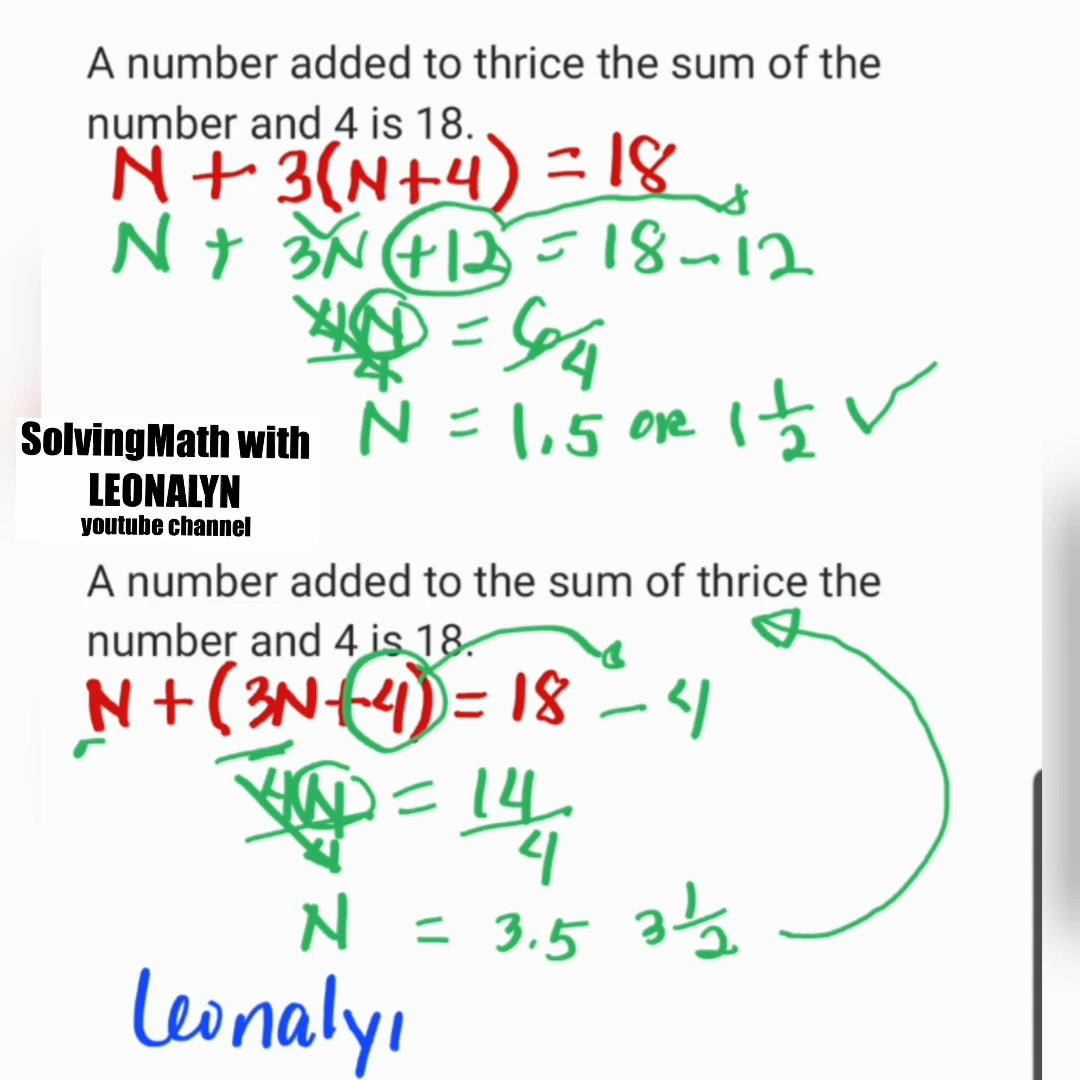 A number added to thrice the sum of the
number and 4 is 18.
N + 3(N+4) = 18
N + 3N +12 = 18 - 12
4N = 6
4 4
N = 1.5 or 1 1/2 ✓
SolvingMath with
LEONALYN
youtube channel
A number added to the sum of thrice the
number and 4 is 18.
N + (3N+4) = 18 - 4
4N = 14
4 4
N = 3.5 3 1/2
Leonaly